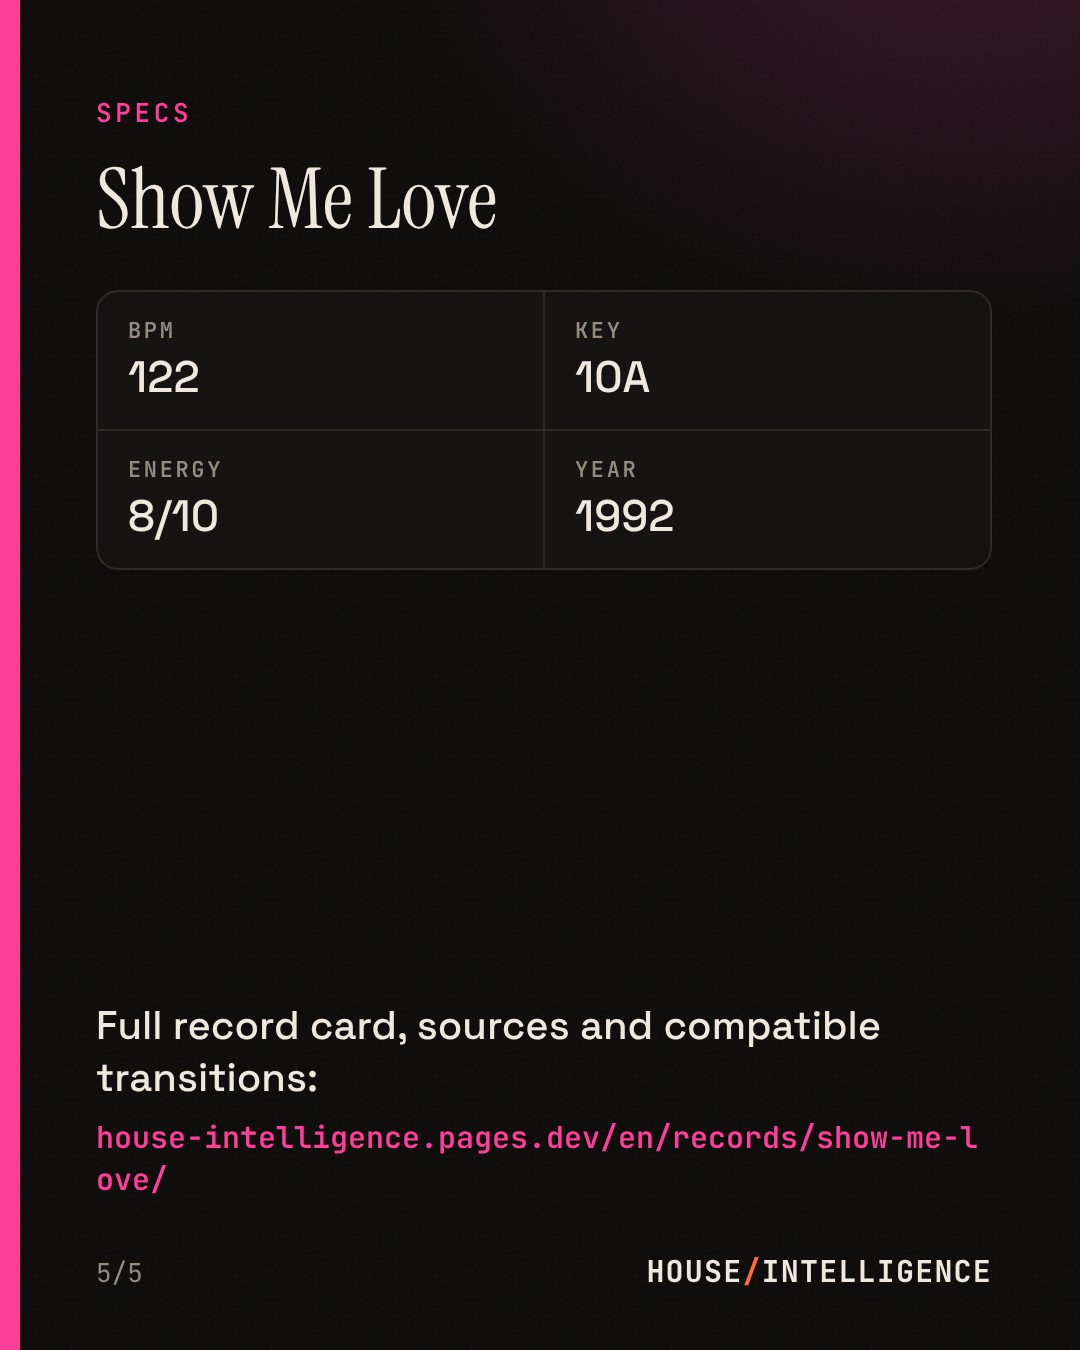 SPECS
Show Me Love
BPM
122
KEY
10A
ENERGY
8/10
YEAR
1992
Full record card, sources and compatible
transitions:
house-intelligence.pages.dev/en/records/show-me-l
ove/
5/5
HOUSE/INTELLIGENCE